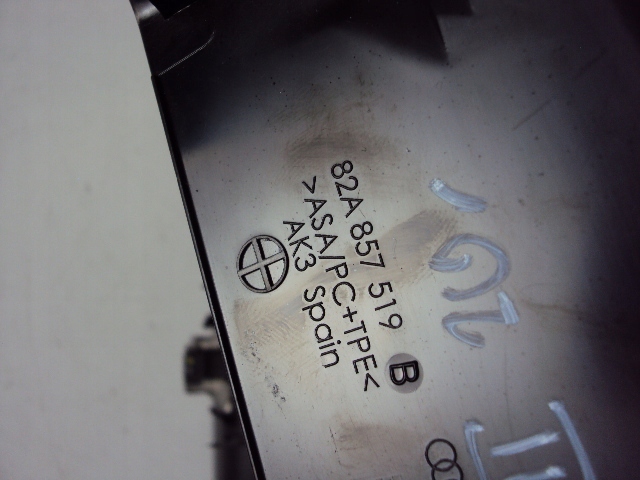 82A 857 519 B
>ASA/PC+TPE<
AK3 Spain